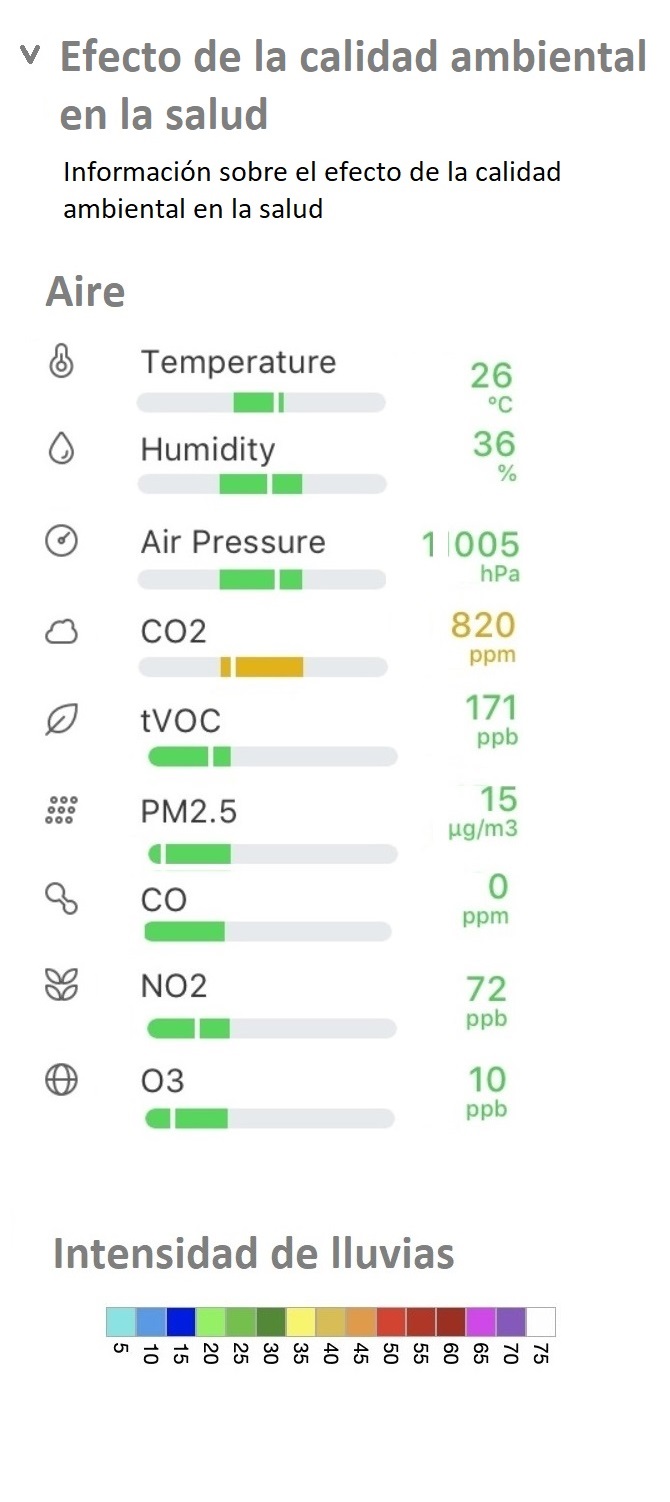 Efecto de la calidad ambiental
en la salud
Información sobre el efecto de la calidad
ambiental en la salud
Aire
Temperature
26
°C
Humidity
36
%
Air Pressure
1 005
hPa
CO2
820
ppm
tVOC
171
ppb
PM2.5
15
µg/m3
CO
0
ppm
NO2
72
ppb
O3
10
ppb
Intensidad de lluvias
5 10 15 20 25 30 35 40 45 50 55 60 65 70 75